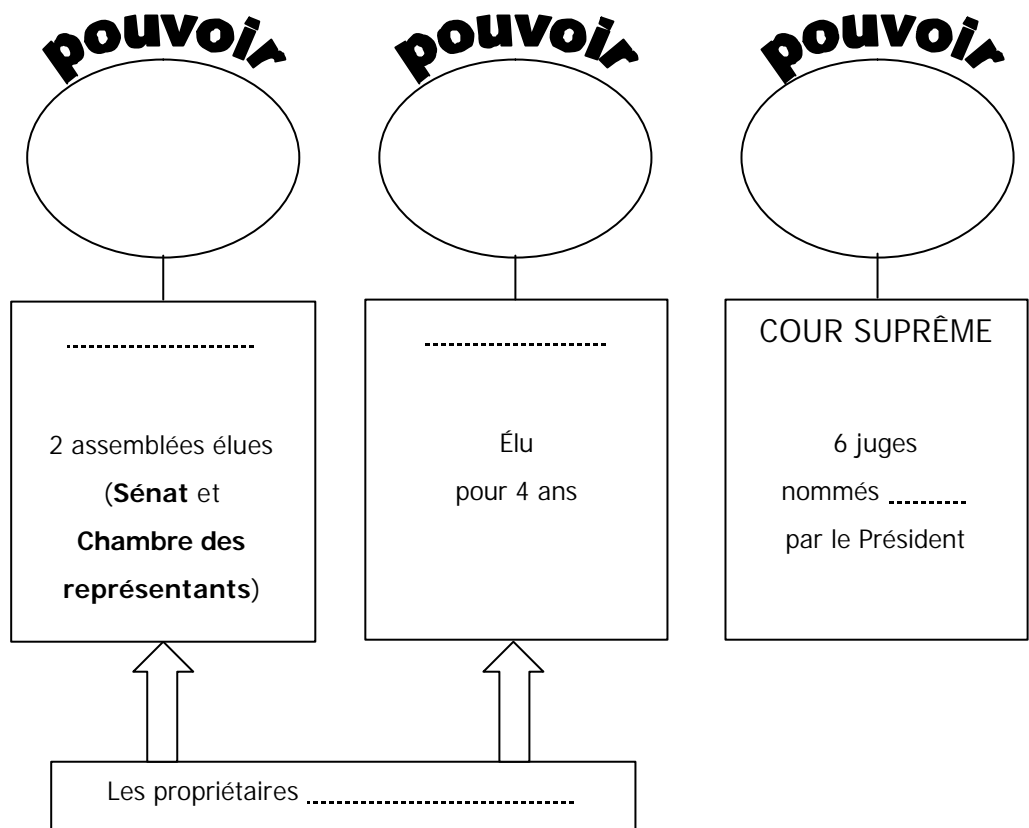 pouvoir
pouvoir
pouvoir
2 assemblées élues
(Sénat et
Chambre des
représentants)
Élu
pour 4 ans
COUR SUPRÊME
6 juges
nommés
par le Président
Les propriétaires